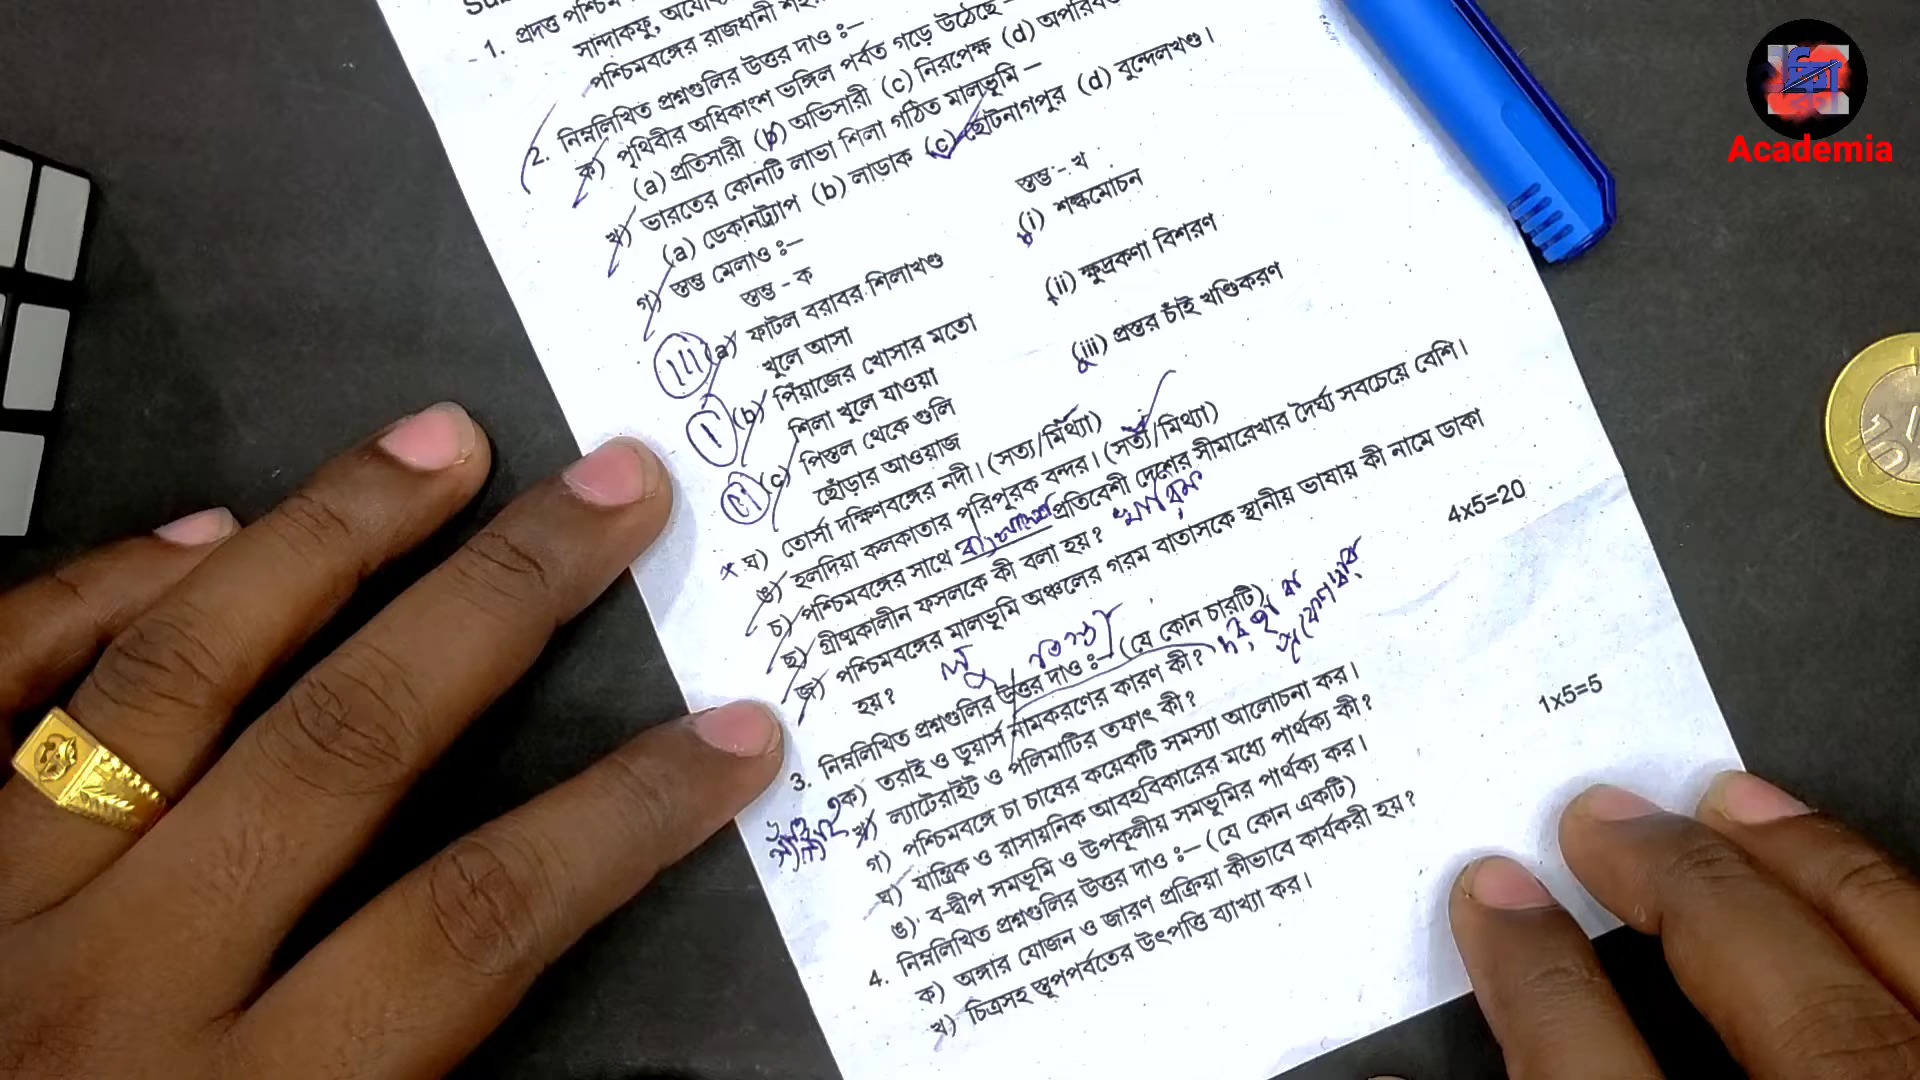 1. প্রদত্ত পশ্চিম
সান্দাকফু,
পশ্চিমবঙ্গের রাজধানী
2. নিম্নলিখিত প্রশ্নগুলির উত্তর দাও ঃ–
ক) পৃথিবীর অধিকাংশ ভঙ্গিল পর্বত গড়ে উঠেছে –
(a) প্রতিসারী (b) অভিসারী (c) নিরপেক্ষ (d)
খ) ভারতের কোনটি লাভা শিলা গঠিত মালভূমি –
(a) ডেকানট্র্যাপ (b) লাডাক (c) ছোটনাগপুর (d) বুন্দেলখণ্ড।
গ) স্তম্ভ মেলাও ঃ–
স্তম্ভ - ক স্তম্ভ - খ
III (a) ফাটল বরাবর শিলাখণ্ড (i) শল্কমোচন
খুলে আসা
I (b) পিঁয়াজের খোসার মতো (ii) ক্ষুদ্রকণা বিশরণ
শিলা খুলে যাওয়া
(c) পিস্তল থেকে গুলি (iii) প্রস্তর চাঁই খণ্ডিকরণ
ছোঁড়ার আওয়াজ
ঘ) তোর্সা দক্ষিণবঙ্গের নদী। (সত্য/মিথ্যা)
ঙ) হলদিয়া কলকাতার পরিপূরক বন্দর। (সত্য/মিথ্যা)
চ) পশ্চিমবঙ্গের সাথে বাংলাদেশ প্রতিবেশী দেশের সীমারেখার দৈর্ঘ্য সবচেয়ে বেশি।
ছ) গ্রীষ্মকালীন ফসলকে কী বলা হয়?
জ) পশ্চিমবঙ্গের মালভূমি অঞ্চলের গরম বাতাসকে স্থানীয় ভাষায় কী নামে ডাকা
হয়? লু
3. নিম্নলিখিত প্রশ্নগুলির উত্তর দাও ঃ– (যে কোন চারটি) 4x5=20
ক) তরাই ও ডুয়ার্স নামকরণের কারণ কী?
খ) ল্যাটেরাইট ও পলিমাটির তফাৎ কী?
গ) পশ্চিমবঙ্গে চা চাষের কয়েকটি সমস্যা আলোচনা কর।
ঘ) যান্ত্রিক ও রাসায়নিক আবহবিকারের মধ্যে পার্থক্য কী?
ঙ) ব-দ্বীপ সমভূমি ও উপকূলীয় সমভূমির পার্থক্য কর।
4. নিম্নলিখিত প্রশ্নগুলির উত্তর দাও ঃ– (যে কোন একটি) 1x5=5
ক) অঙ্গার যোজন ও জারণ প্রক্রিয়া কীভাবে কার্যকরী হয়?
খ) চিত্রসহ স্তূপপর্বতের উৎপত্তি ব্যাখ্যা কর।
Academia